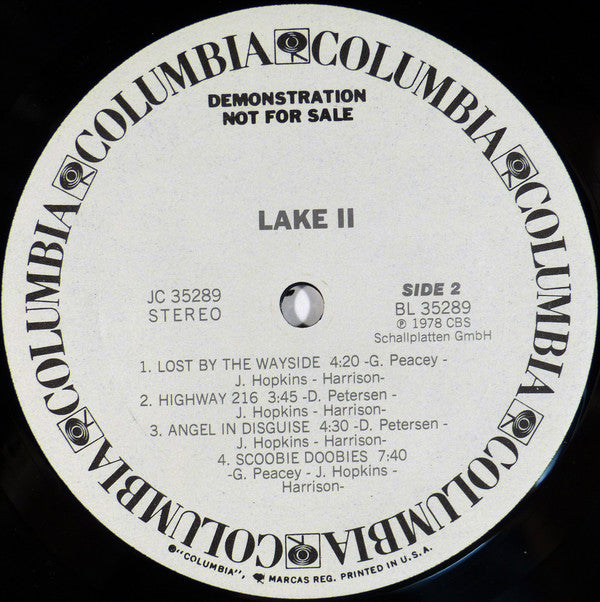 COLUMBIA COLUMBIA COLUMBIA COLUMBIA COLUMBIA COLUMBIA COLUMBIA COLUMBIA
DEMONSTRATION
NOT FOR SALE
LAKE II
JC 35289
STEREO
SIDE 2
BL 35289
℗ 1978 CBS
Schallplatten GmbH
1. LOST BY THE WAYSIDE 4:20 -G. Peacey -
J. Hopkins - Harrison-
2. HIGHWAY 216 3:45 -D. Petersen -
J. Hopkins - Harrison-
3. ANGEL IN DISGUISE 4:30 -D. Petersen -
J. Hopkins - Harrison-
4. SCOOBIE DOOBIES 7:40
-G. Peacey - J. Hopkins -
Harrison-
®"COLUMBIA", MARCAS REG. PRINTED IN U.S.A.